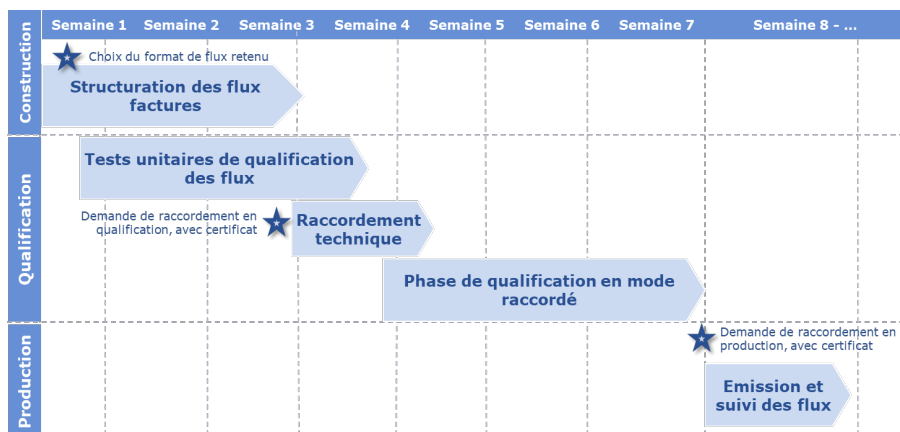 Semaine 1 Semaine 2 Semaine 3 Semaine 4 Semaine 5 Semaine 6 Semaine 7 Semaine 8 - ...
Construction
Choix du format de flux retenu
Structuration des flux
factures
Qualification
Tests unitaires de qualification
des flux
Demande de raccordement en
qualification, avec certificat
Raccordement
technique
Phase de qualification en mode
raccordé
Production
Demande de raccordement en
production, avec certificat
Emission et
suivi des flux